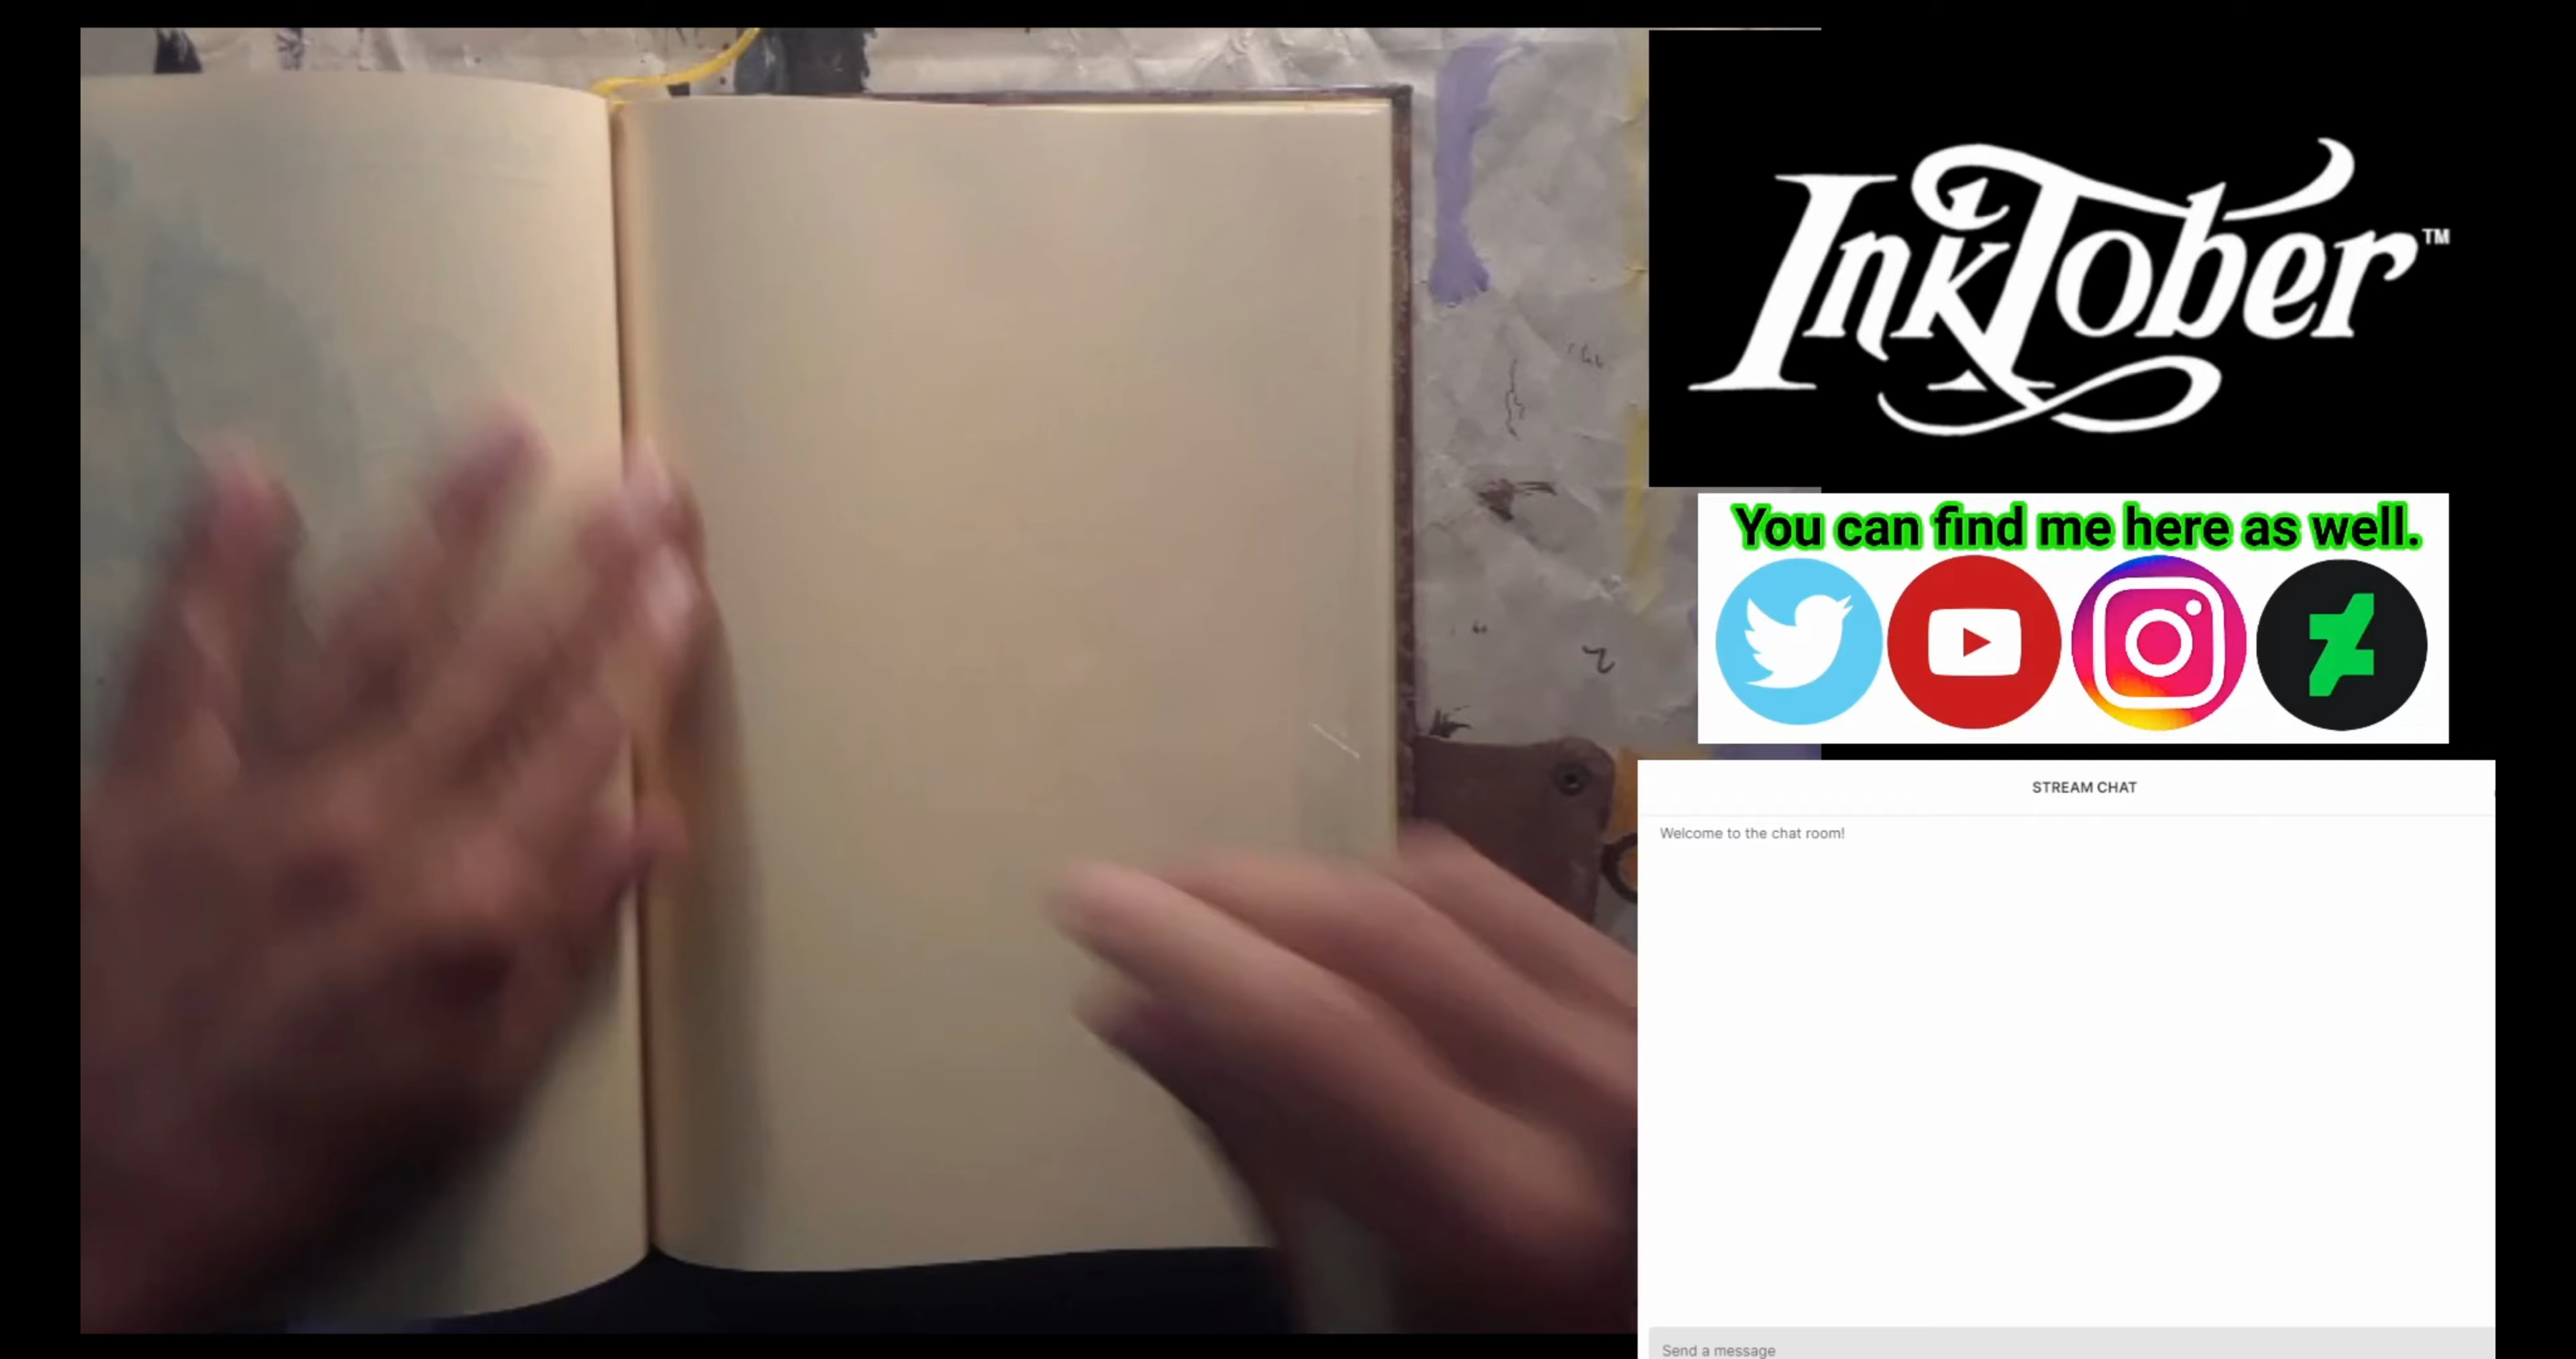 InkTober™
You can find me here as well.
STREAM CHAT
Welcome to the chat room!
Send a message